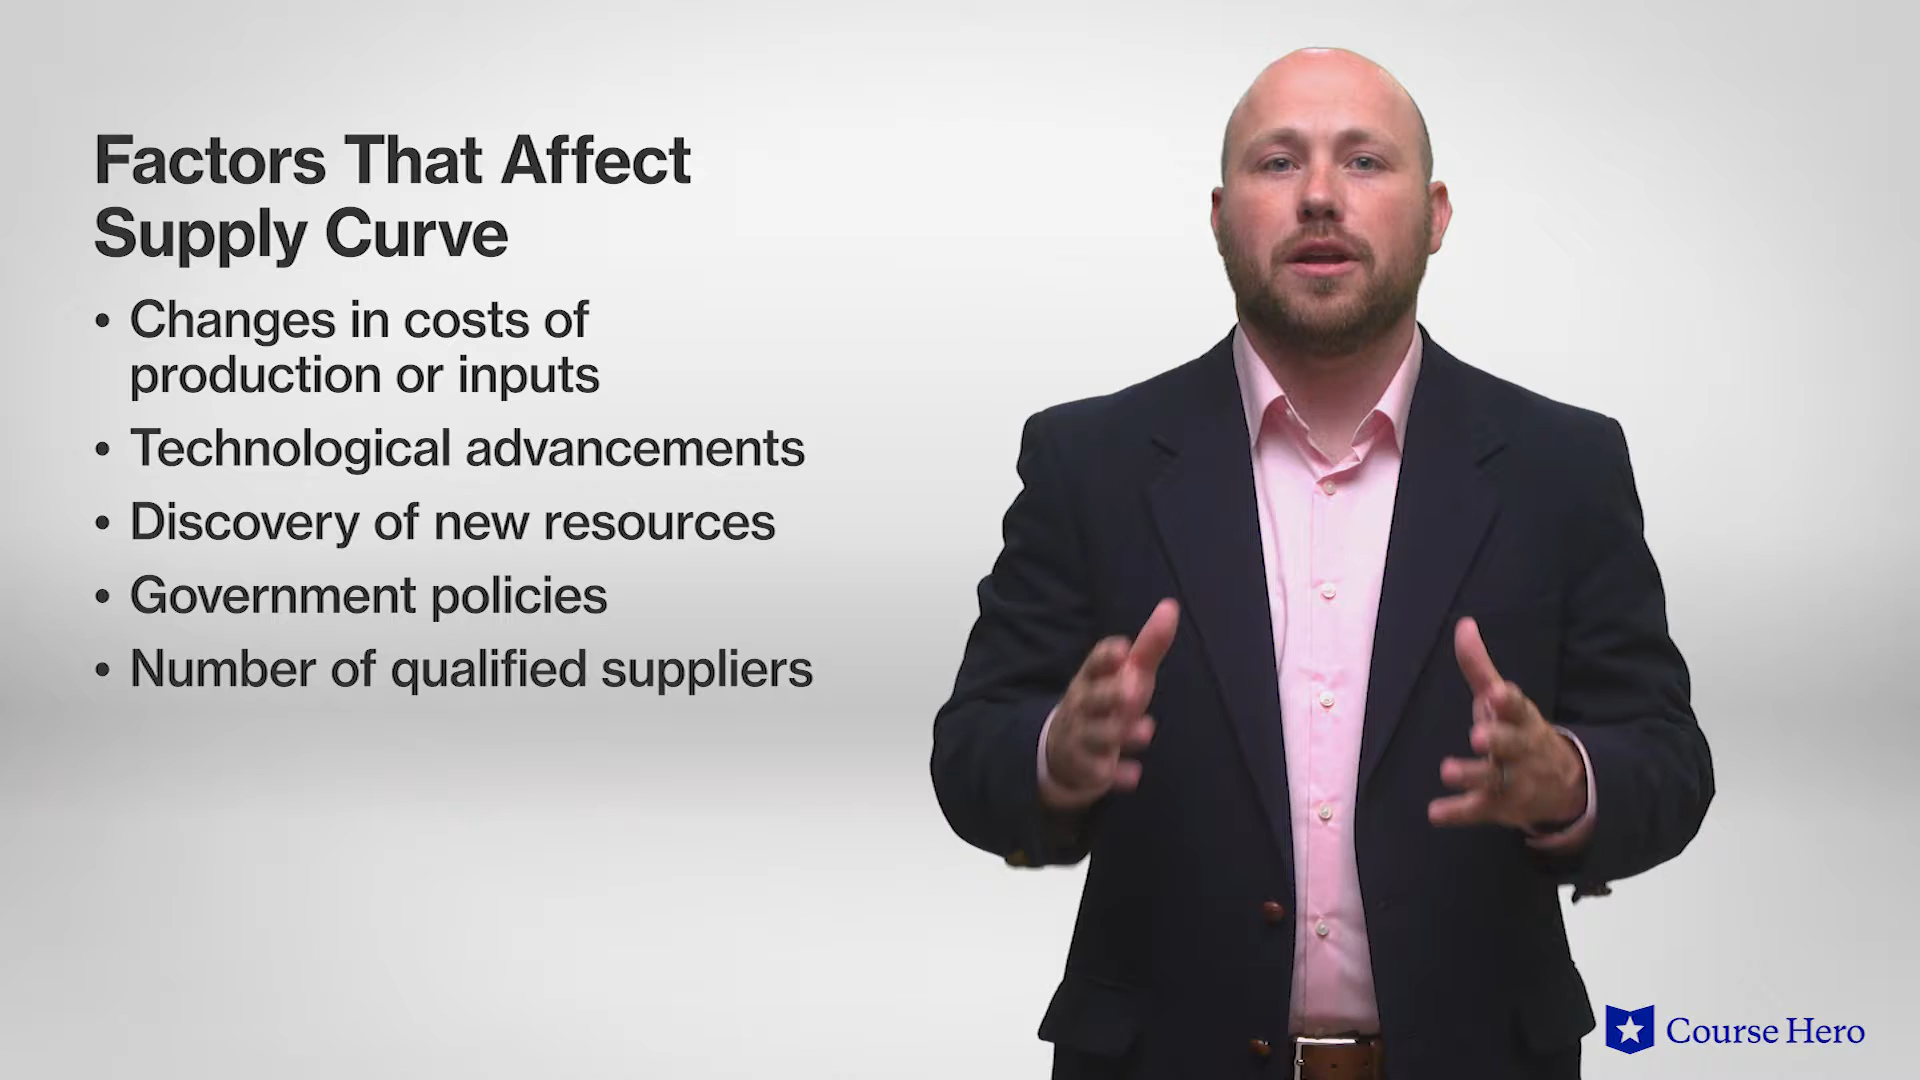 Factors That Affect
Supply Curve
• Changes in costs of
production or inputs
• Technological advancements
• Discovery of new resources
• Government policies
• Number of qualified suppliers
Course Hero